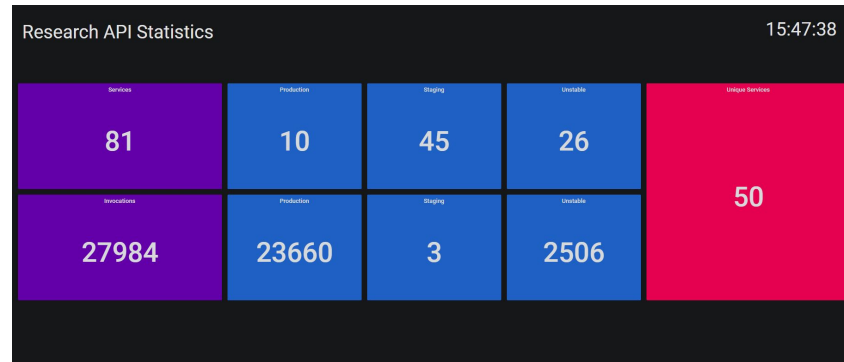 Research API Statistics
15:47:38
Services
Production
Staging
Unstable
Unique Services
81
10
45
26
50
Invocations
Production
Staging
Unstable
27984
23660
3
2506